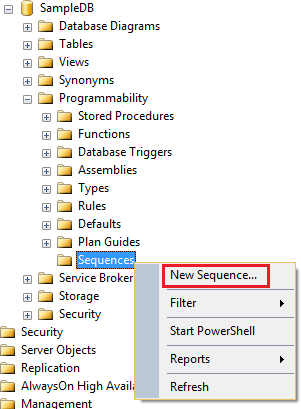 SampleDB
Database Diagrams
Tables
Views
Synonyms
Programmability
Stored Procedures
Functions
Database Triggers
Assemblies
Types
Rules
Defaults
Plan Guides
Sequences
Service Broker
Storage
Security
Security
Server Objects
Replication
AlwaysOn High Availa
Management
New Sequence...
Filter
Start PowerShell
Reports
Refresh